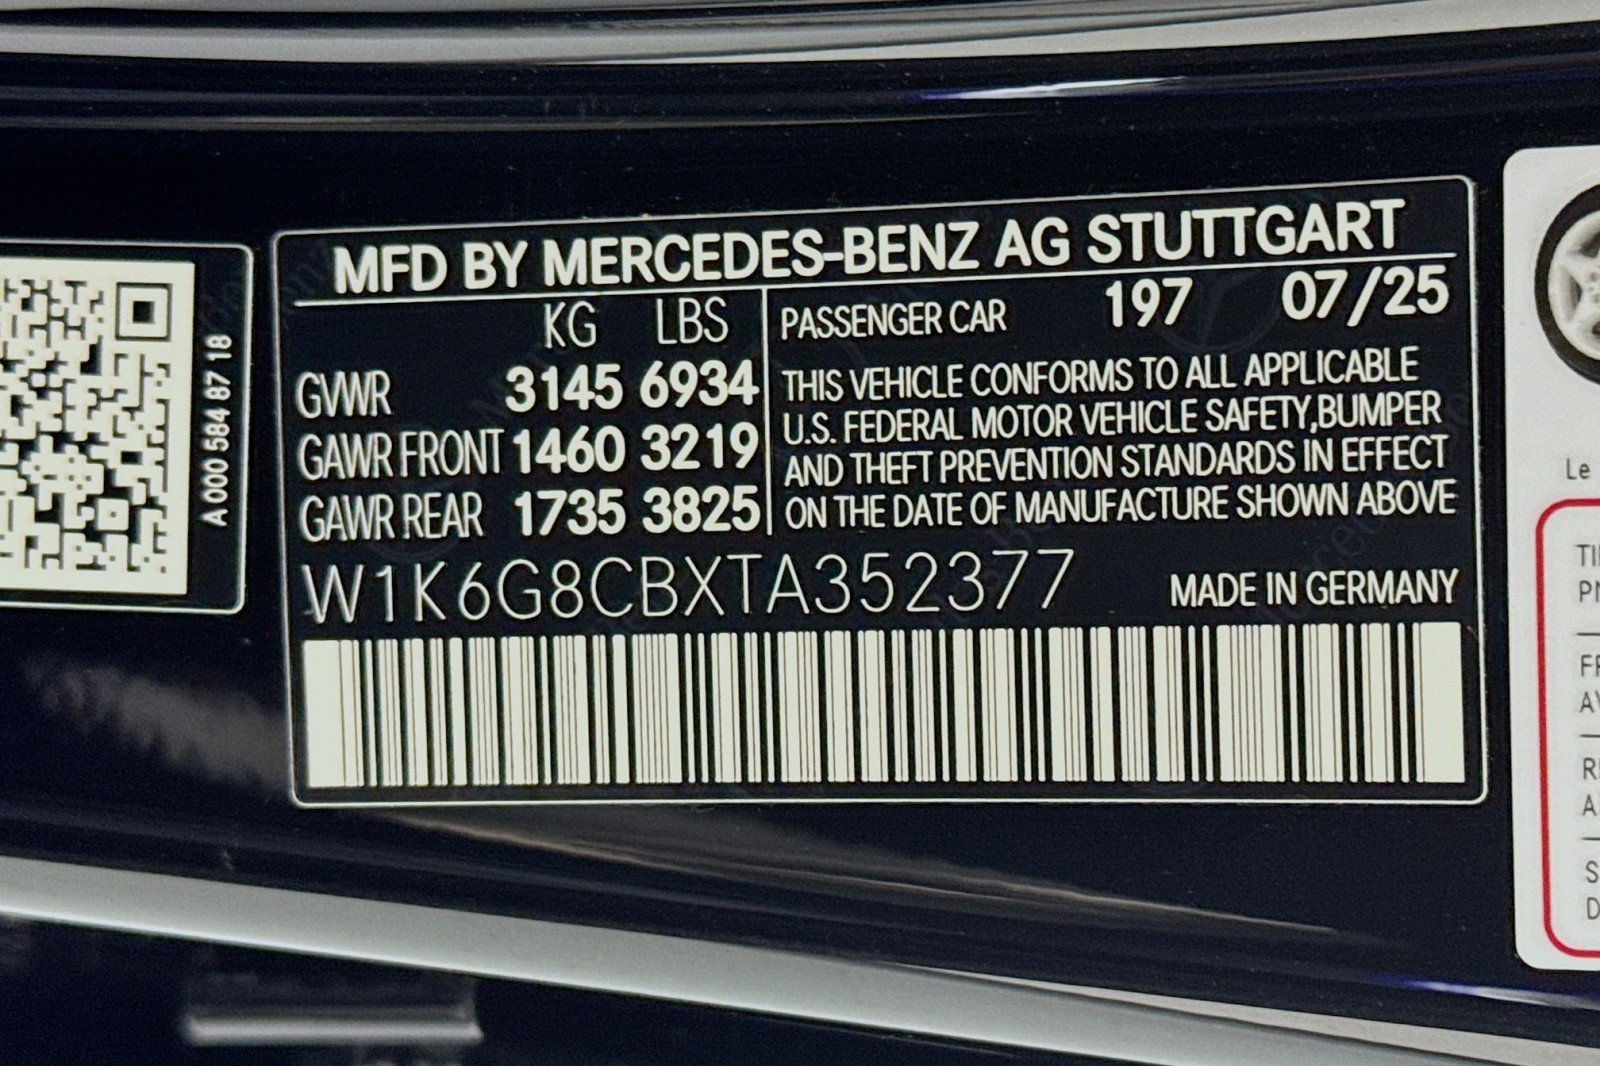 A 000 584 87 18
MFD BY MERCEDES-BENZ AG STUTTGART
KG LBS
GVWR 3145 6934
GAWR FRONT 1460 3219
GAWR REAR 1735 3825
PASSENGER CAR 197 07/25
THIS VEHICLE CONFORMS TO ALL APPLICABLE
U.S. FEDERAL MOTOR VEHICLE SAFETY,BUMPER
AND THEFT PREVENTION STANDARDS IN EFFECT
ON THE DATE OF MANUFACTURE SHOWN ABOVE
W1K6G8CBXTA352377
MADE IN GERMANY
Le